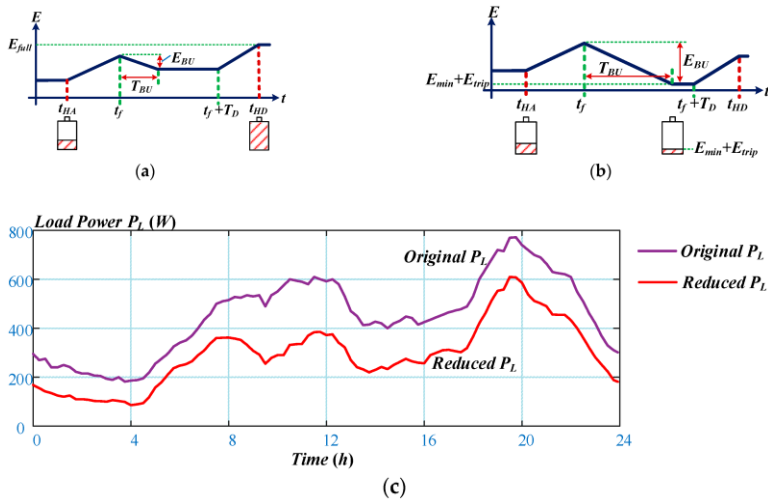 E
E_full
E_BU
T_BU
t
t_HA
t_f
t_f+T_D
t_HD
(a)
E
E_min+E_trip
T_BU
E_BU
t
t_HA
t_f
t_f+T_D
t_HD
E_min+E_trip
(b)
Load Power P_L (W)
800
600
400
200
0
Original P_L
Reduced P_L
Original P_L
Reduced P_L
0 4 8 12 16 20 24
Time (h)
(c)